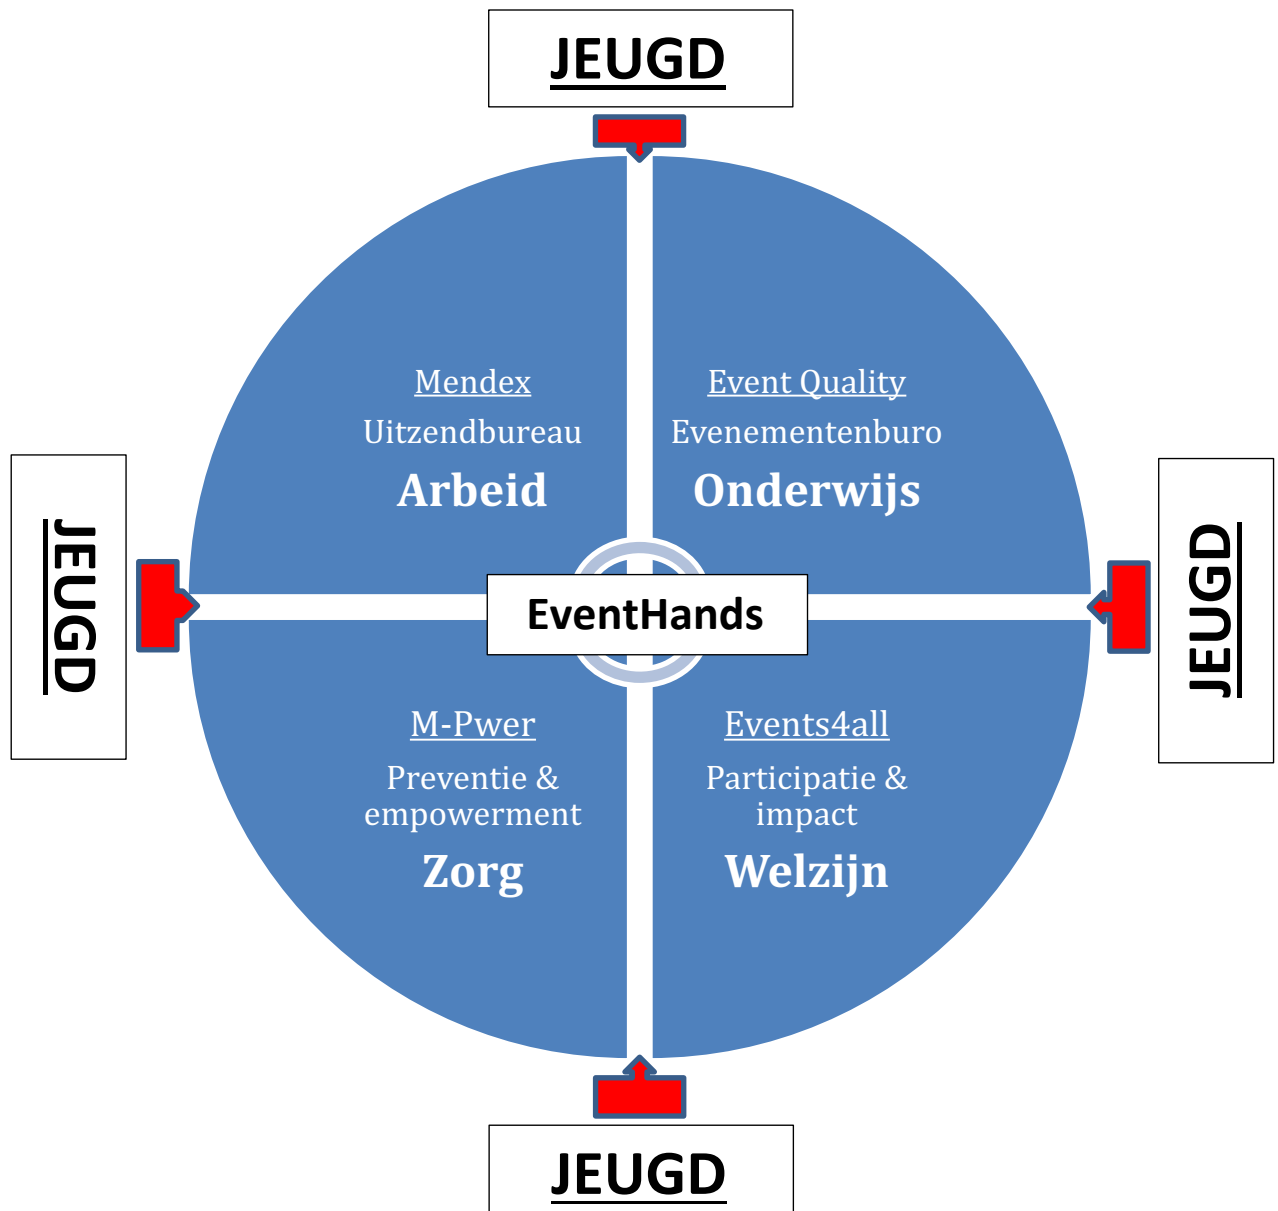 JEUGD
Mendex
Uitzendbureau
Arbeid
Event Quality
Evenementenburo
Onderwijs
JEUGD
EventHands
JEUGD
M-Pwer
Preventie &
empowerment
Zorg
Events4all
Participatie &
impact
Welzijn
JEUGD